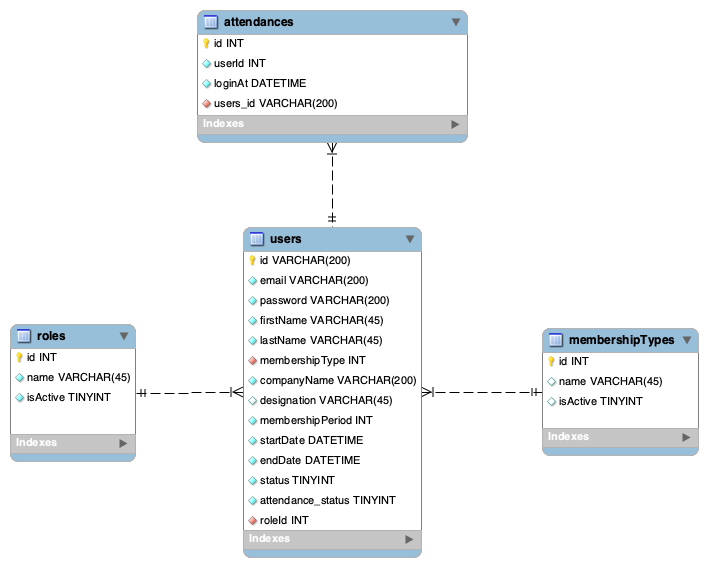 attendances
id INT
userId INT
loginAt DATETIME
users_id VARCHAR(200)
Indexes
users
id VARCHAR(200)
email VARCHAR(200)
password VARCHAR(200)
firstName VARCHAR(45)
lastName VARCHAR(45)
membershipType INT
companyName VARCHAR(200)
designation VARCHAR(45)
membershipPeriod INT
startDate DATETIME
endDate DATETIME
status TINYINT
attendance_status TINYINT
roleId INT
Indexes
roles
id INT
name VARCHAR(45)
isActive TINYINT
Indexes
membershipTypes
id INT
name VARCHAR(45)
isActive TINYINT
Indexes